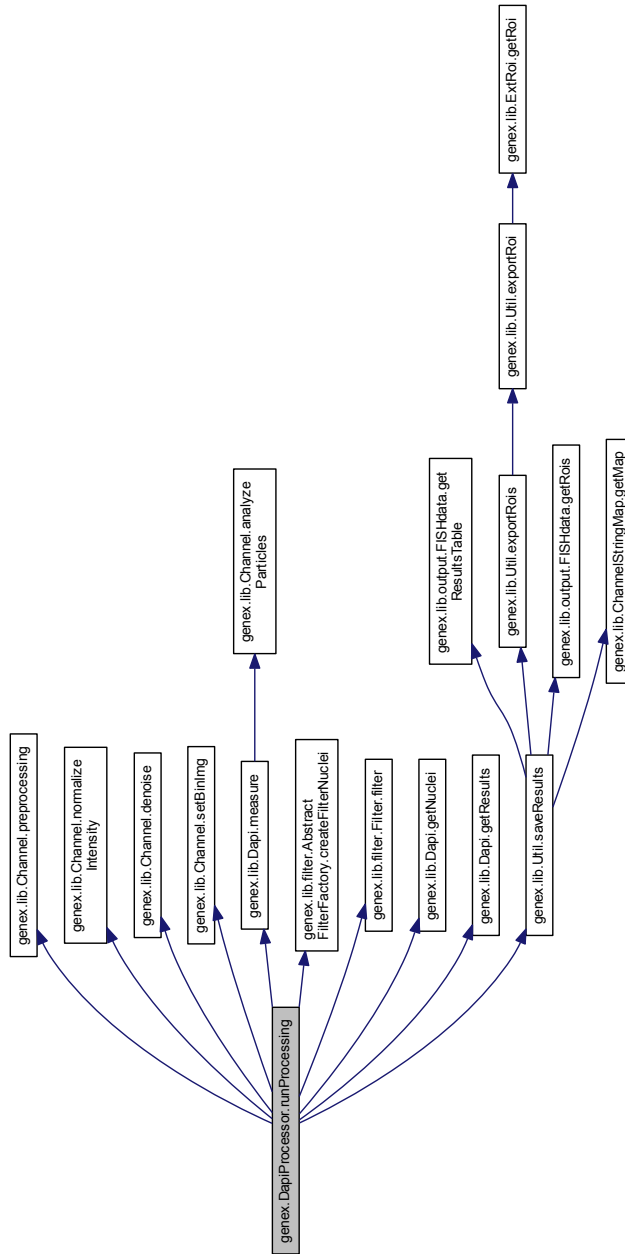 genex.DapiProcessor.runProcessing
genex.lib.Channel.preprocessing
genex.lib.Channel.normalize
Intensity
genex.lib.Channel.denoise
genex.lib.Channel.setBinImg
genex.lib.Dapi.measure
genex.lib.filter.Abstract
FilterFactory.createFilterNuclei
genex.lib.filter.Filter.filter
genex.lib.Dapi.getNuclei
genex.lib.Dapi.getResults
genex.lib.Util.saveResults
genex.lib.Channel.analyze
Particles
genex.lib.output.FISHdata.get
ResultsTable
genex.lib.Util.exportRois
genex.lib.output.FISHdata.getRois
genex.lib.ChannelStringMap.getMap
genex.lib.Util.exportRoi
genex.lib.ExtRoi.getRoi